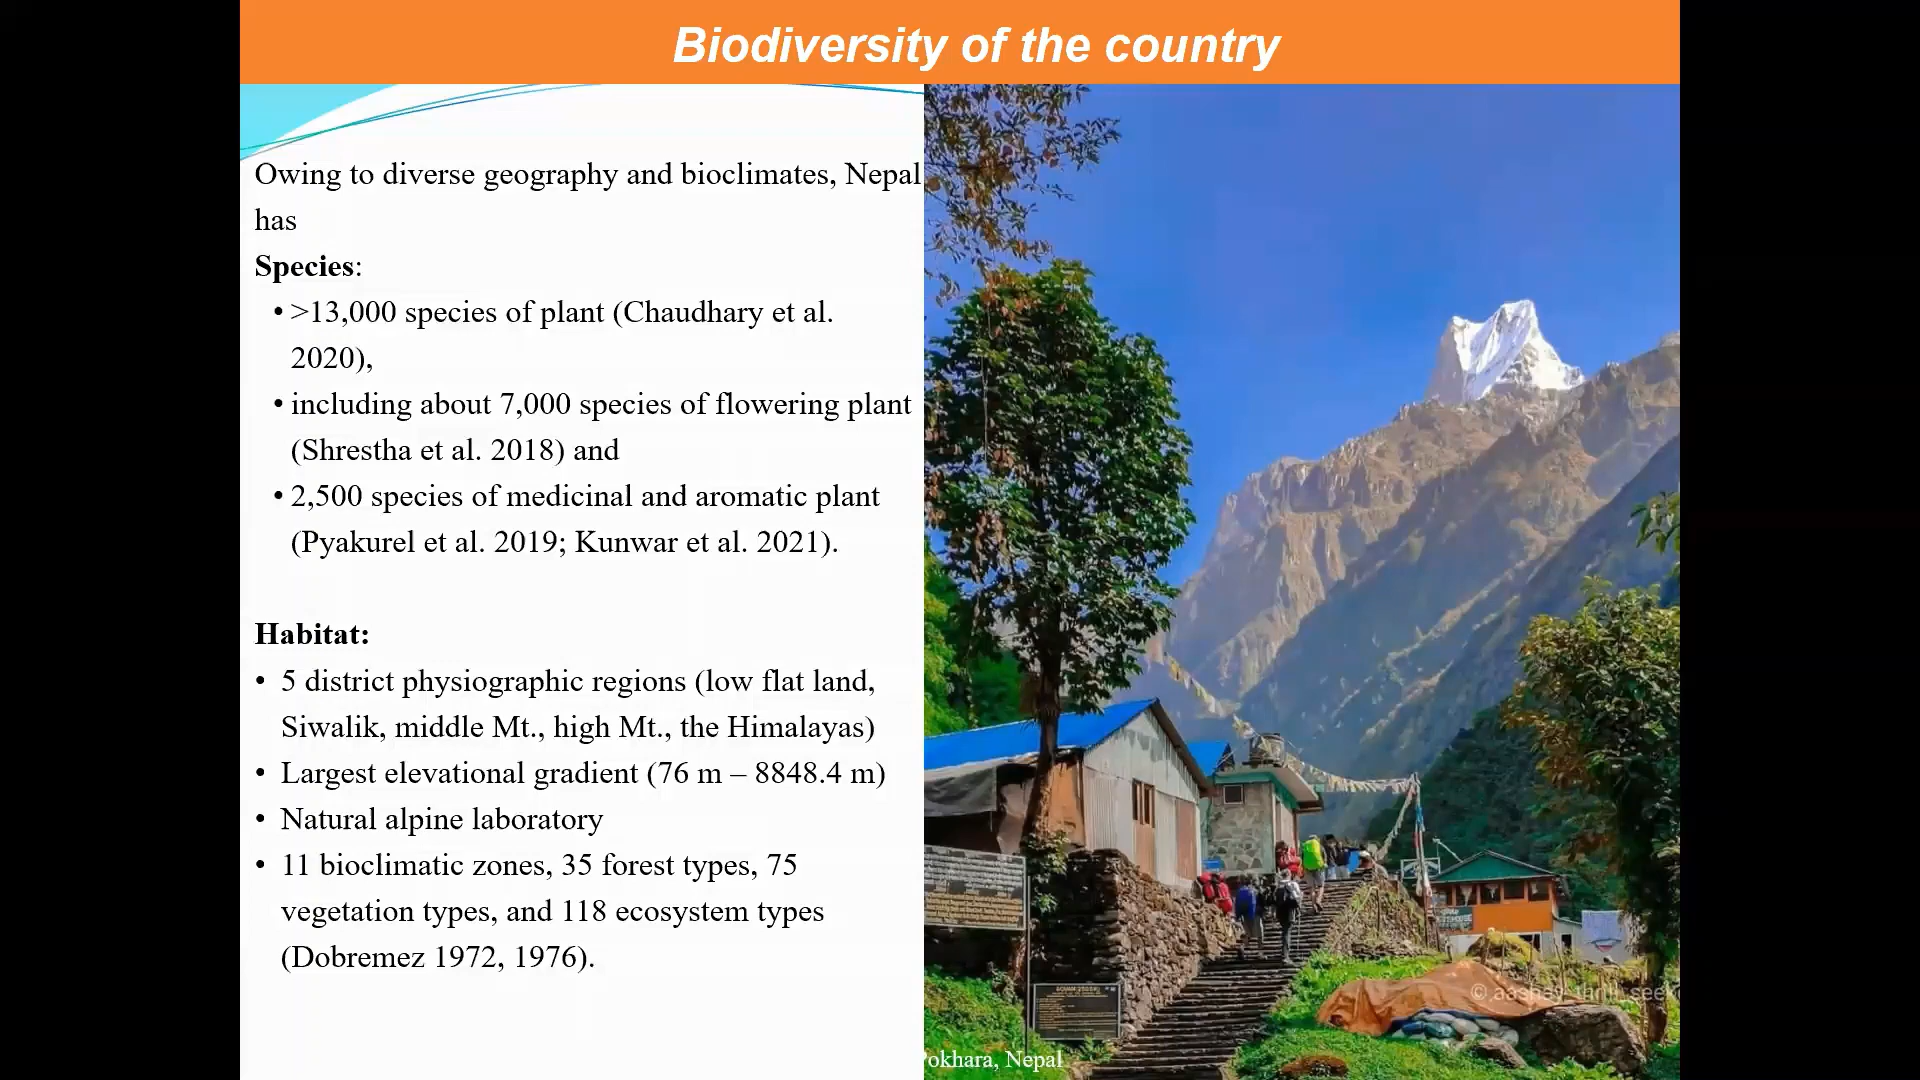 Biodiversity of the country
Owing to diverse geography and bioclimates, Nepal
has
Species:
• >13,000 species of plant (Chaudhary et al.
2020),
• including about 7,000 species of flowering plant
(Shrestha et al. 2018) and
• 2,500 species of medicinal and aromatic plant
(Pyakurel et al. 2019; Kunwar et al. 2021).
Habitat:
• 5 district physiographic regions (low flat land,
Siwalik, middle Mt., high Mt., the Himalayas)
• Largest elevational gradient (76 m – 8848.4 m)
• Natural alpine laboratory
• 11 bioclimatic zones, 35 forest types, 75
vegetation types, and 118 ecosystem types
(Dobremez 1972, 1976).
Nepal